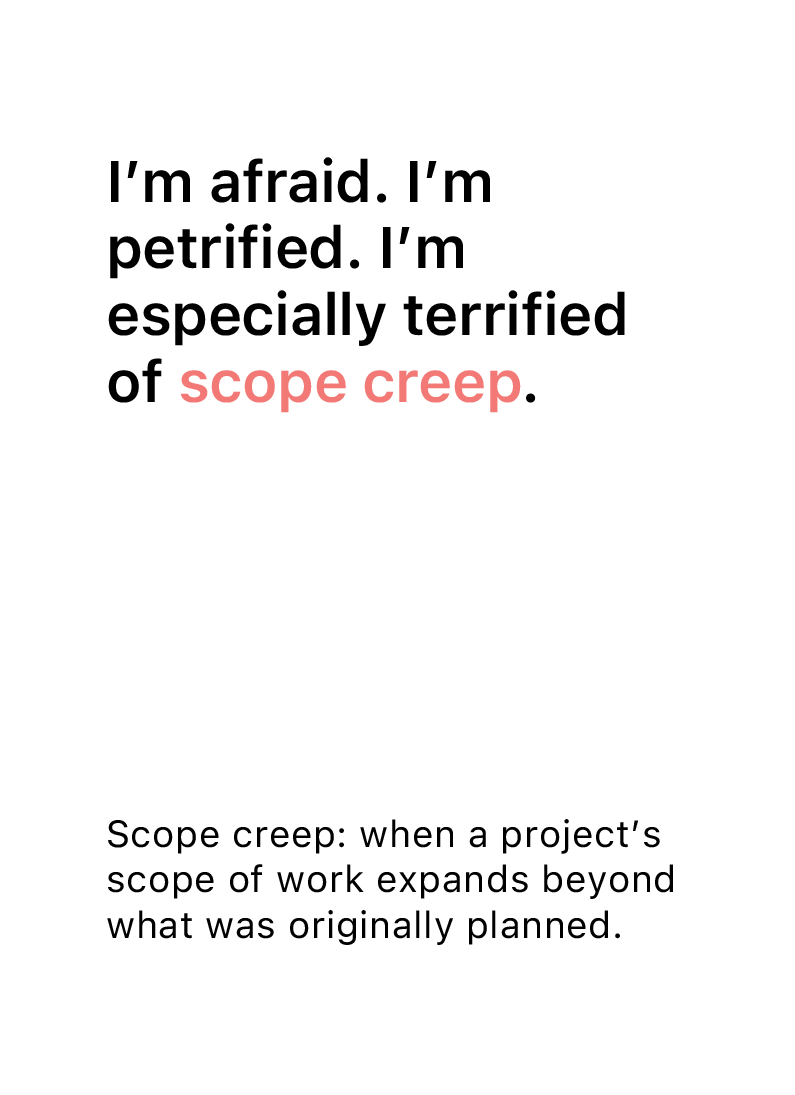 I’m afraid. I’m
petrified. I’m
especially terrified
of scope creep.
Scope creep: when a project’s
scope of work expands beyond
what was originally planned.